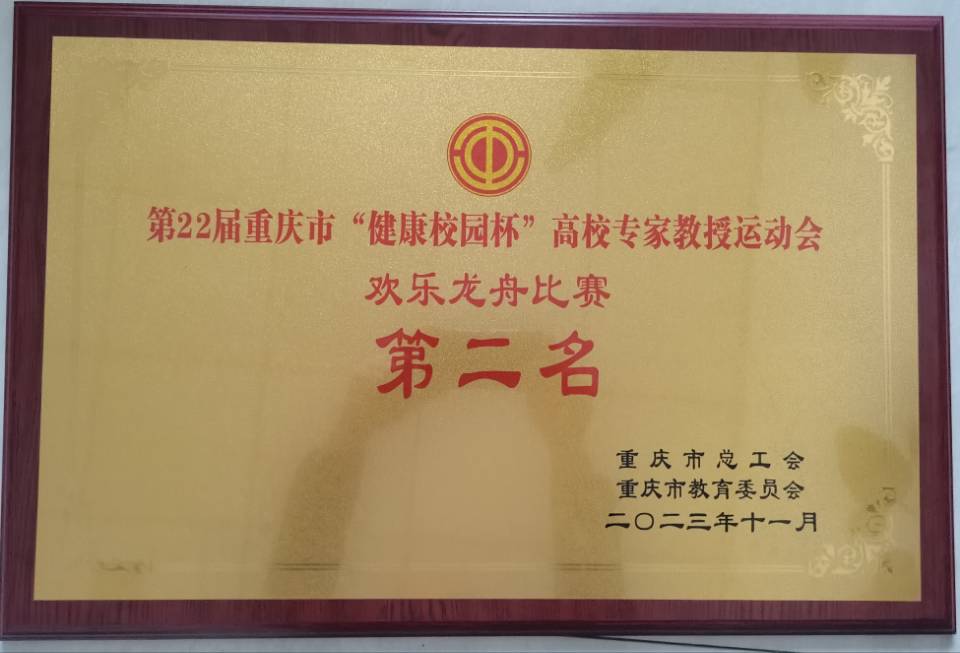 第22届重庆市“健康校园杯”高校专家教授运动会
欢乐龙舟比赛
第二名
重庆市总工会
重庆市教育委员会
二〇二三年十一月